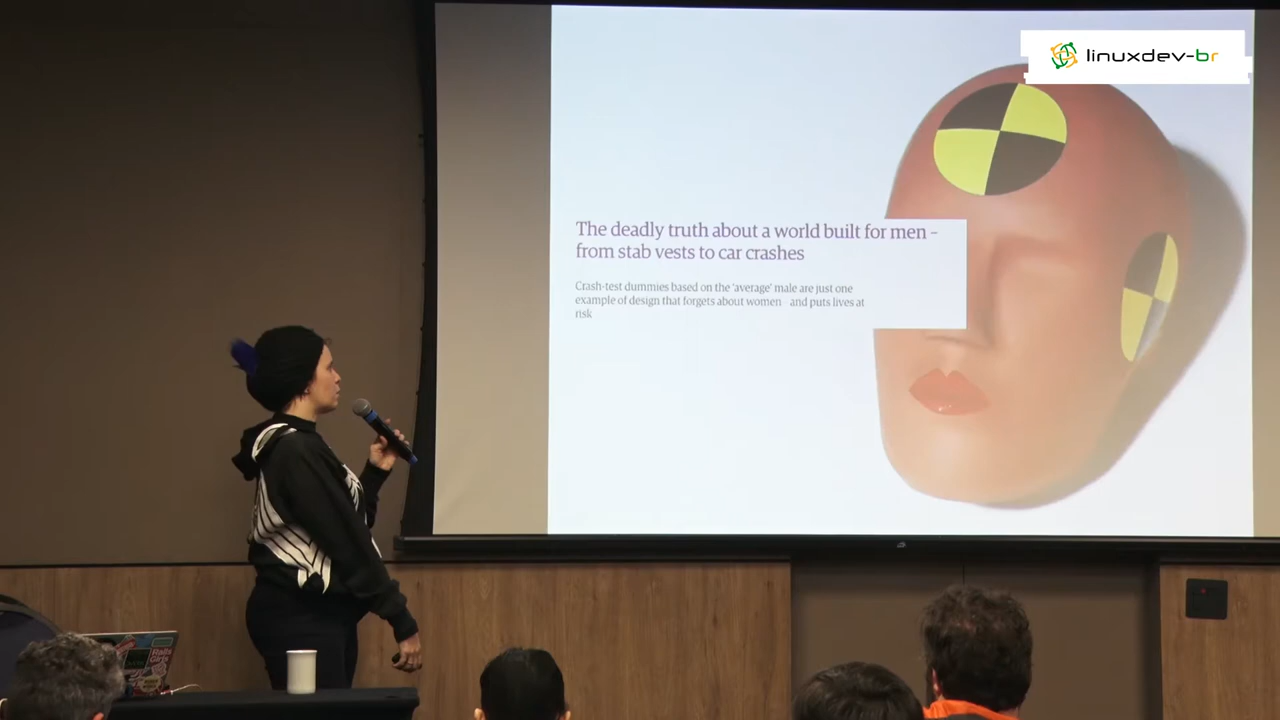 linuxdev-br
The deadly truth about a world built for men –
from stab vests to car crashes
Crash-test dummies based on the 'average' male are just one
example of design that forgets about women – and puts lives at
risk
Rails
Girls